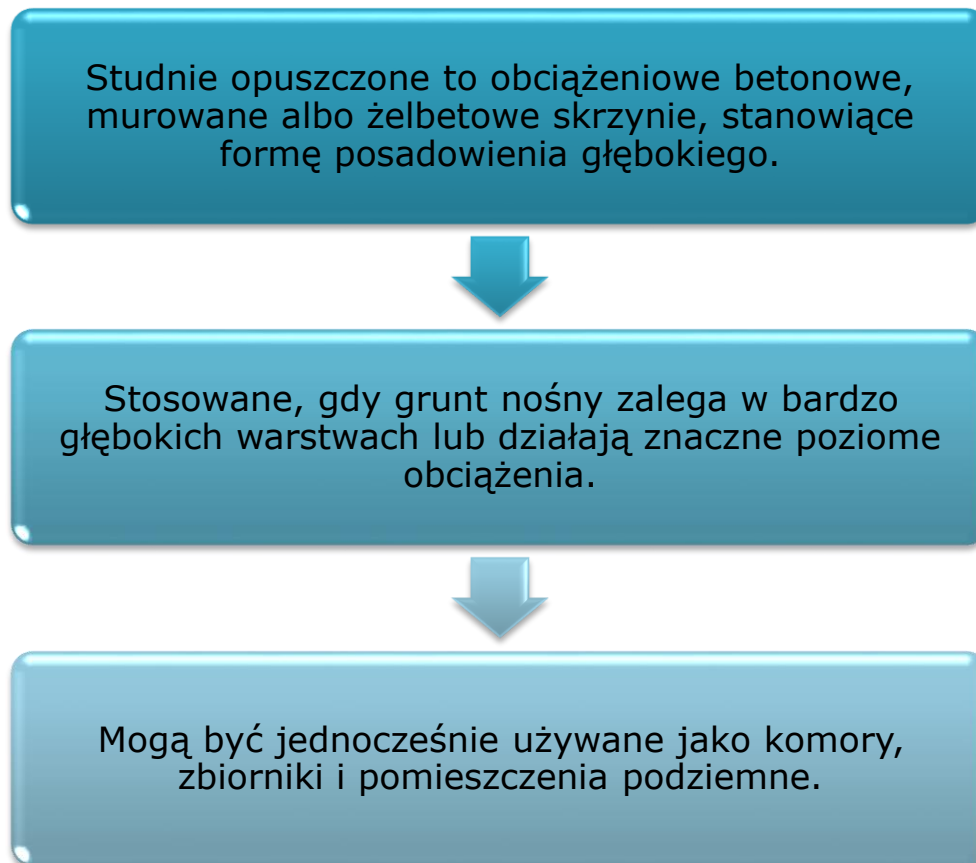 Studnie opuszczone to obciążeniowe betonowe,
murowane albo żelbetowe skrzynie, stanowiące
formę posadowienia głębokiego.
Stosowane, gdy grunt nośny zalega w bardzo
głębokich warstwach lub działają znaczne poziome
obciążenia.
Mogą być jednocześnie używane jako komory,
zbiorniki i pomieszczenia podziemne.